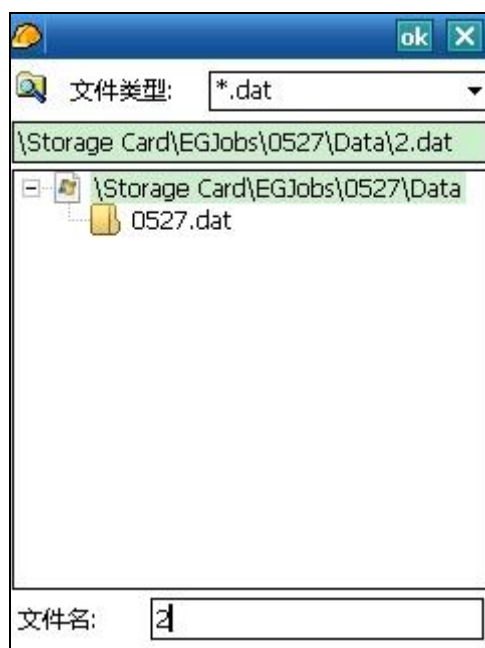 ok
文件类型: *.dat
\Storage Card\EGJobs\0527\Data\2.dat
\Storage Card\EGJobs\0527\Data
0527.dat
文件名: 2